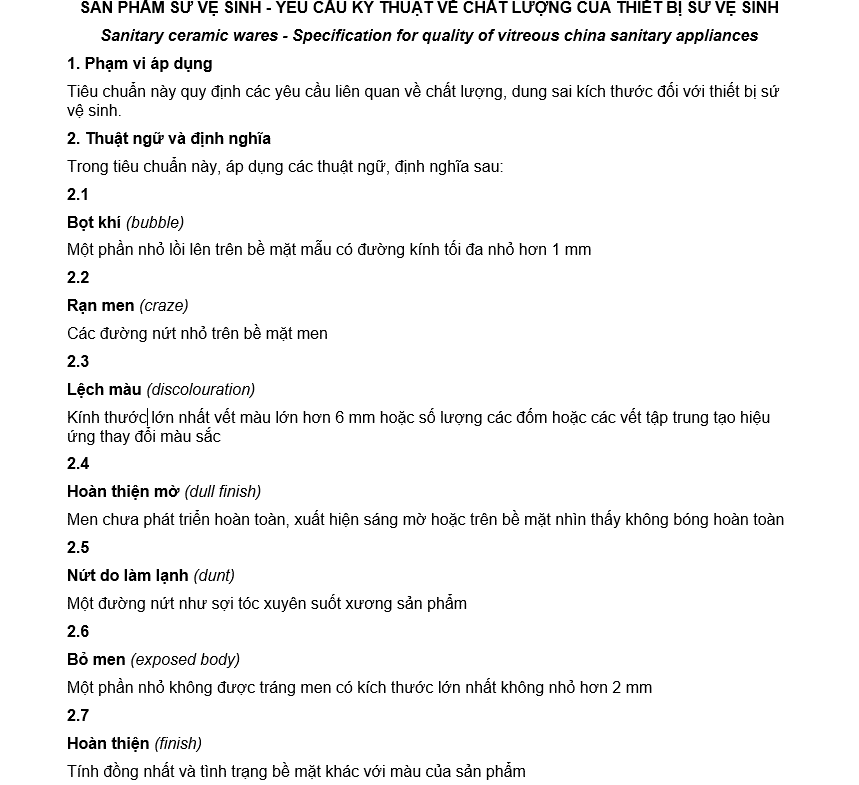 SẢN PHẨM SỨ VỆ SINH - YÊU CẦU KỸ THUẬT VỀ CHẤT LƯỢNG CỦA THIẾT BỊ SỨ VỆ SINH
Sanitary ceramic wares - Specification for quality of vitreous china sanitary appliances
1. Phạm vi áp dụng
Tiêu chuẩn này quy định các yêu cầu liên quan về chất lượng, dung sai kích thước đối với thiết bị sứ
vệ sinh.
2. Thuật ngữ và định nghĩa
Trong tiêu chuẩn này, áp dụng các thuật ngữ, định nghĩa sau:
2.1
Bọt khí (bubble)
Một phần nhỏ lồi lên trên bề mặt mẫu có đường kính tối đa nhỏ hơn 1 mm
2.2
Rạn men (craze)
Các đường nứt nhỏ trên bề mặt men
2.3
Lệch màu (discolouration)
Kính thước lớn nhất vết màu lớn hơn 6 mm hoặc số lượng các đốm hoặc các vết tập trung tạo hiệu
ứng thay đổi màu sắc
2.4
Hoàn thiện mờ (dull finish)
Men chưa phát triển hoàn toàn, xuất hiện sáng mờ hoặc trên bề mặt nhìn thấy không bóng hoàn toàn
2.5
Nứt do làm lạnh (dunt)
Một đường nứt như sợi tóc xuyên suốt xương sản phẩm
2.6
Bỏ men (exposed body)
Một phần nhỏ không được tráng men có kích thước lớn nhất không nhỏ hơn 2 mm
2.7
Hoàn thiện (finish)
Tính đồng nhất và tình trạng bề mặt khác với màu của sản phẩm